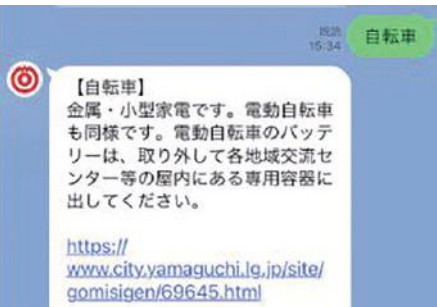 既読
15:34
自転車
【自転車】
金属・小型家電です。電動自転車
も同様です。電動自転車のバッテ
リーは、取り外して各地域交流セ
ンター等の屋内にある専用容器に
出してください。
https://
www.city.yamaguchi.lg.jp/site/
gomisigen/69645.html